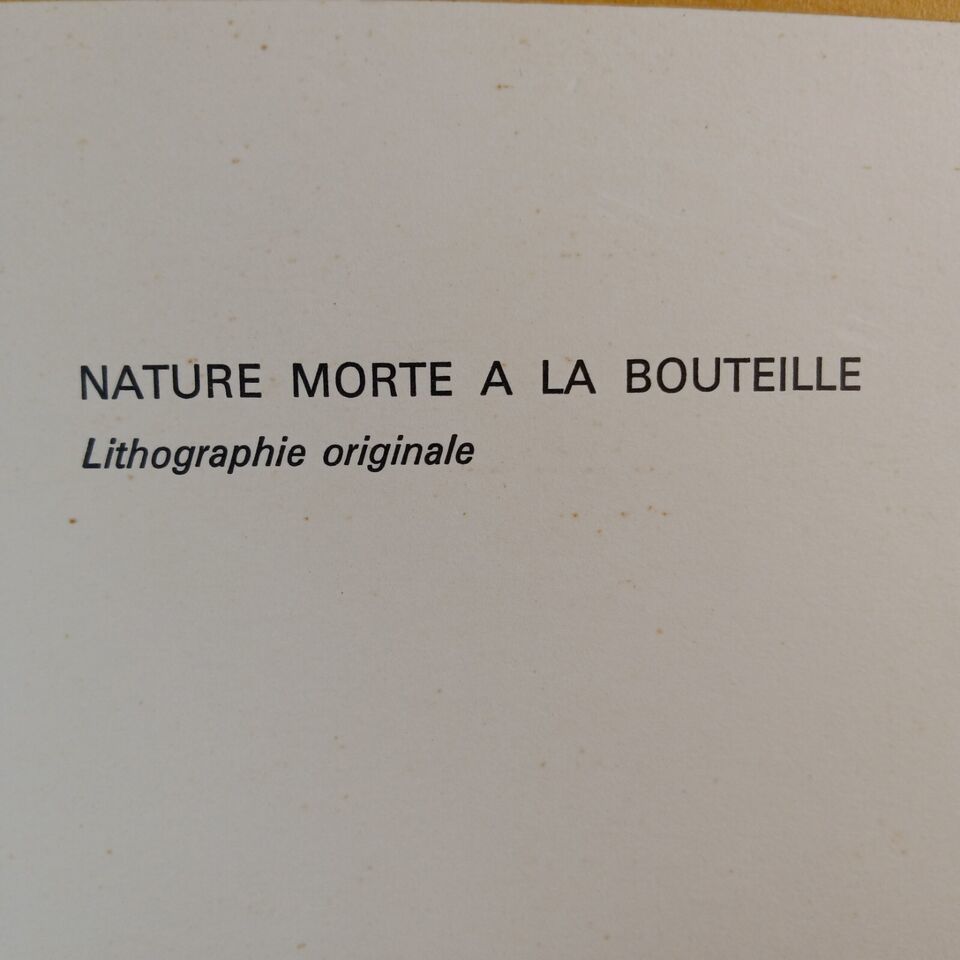 NATURE MORTE A LA BOUTEILLE
Lithographie originale